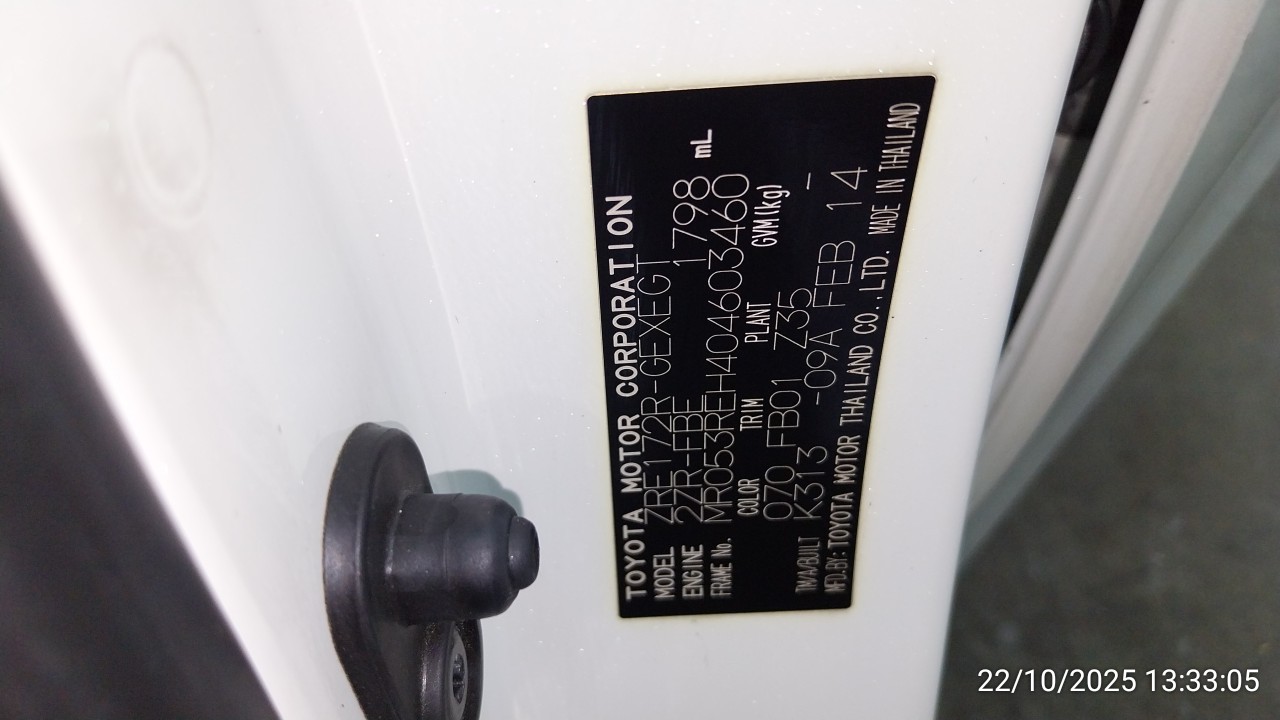 TOYOTA MOTOR CORPORATION
MODEL ZRE172R-GEXEGT
ENGINE 2ZR-FBE 1798 mL
FRAME No. MR053REH404603460
COLOR TRIM PLANT GVM(kg)
070 FB01 Z35 -
TM/A/BUILT K313 -09A FEB 14
MFD.BY:TOYOTA MOTOR THAILAND CO.,LTD. MADE IN THAILAND
22/10/2025 13:33:05